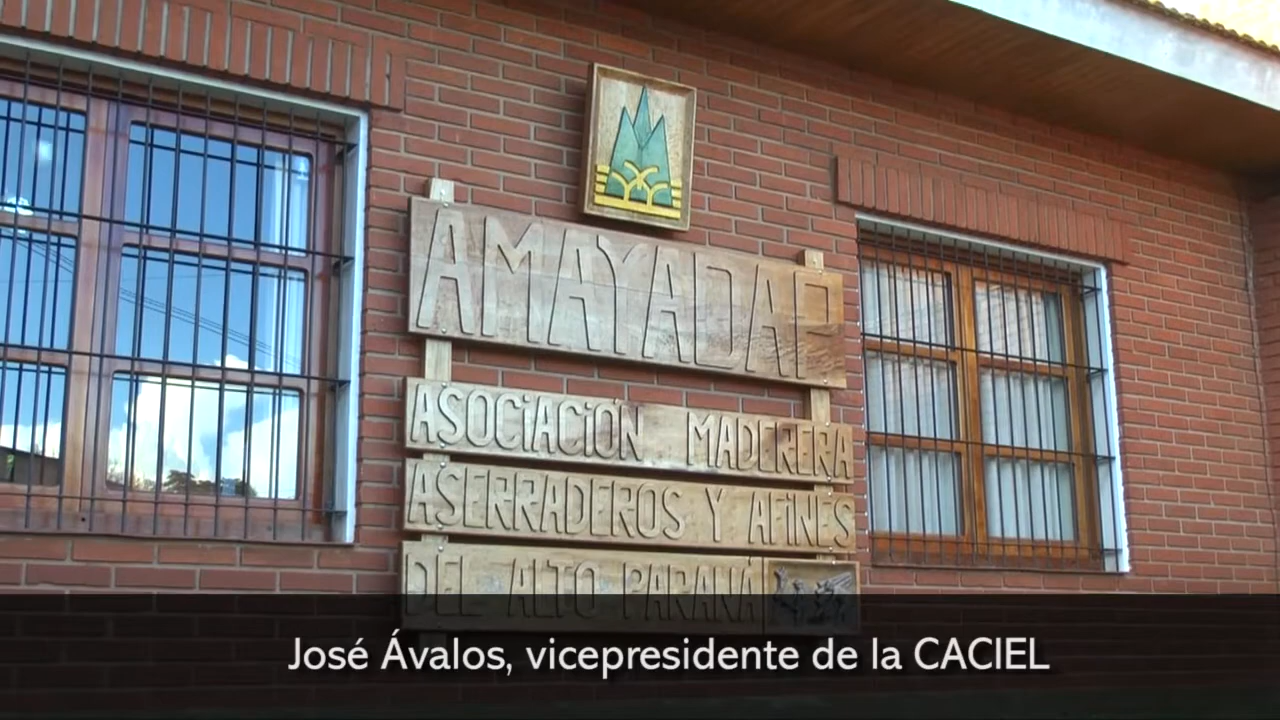 AMAYADAP
ASOCIACIÓN MADERERA
ASERRADEROS Y AFINES
DEL ALTO PARANÁ
José Ávalos, vicepresidente de la CACIEL